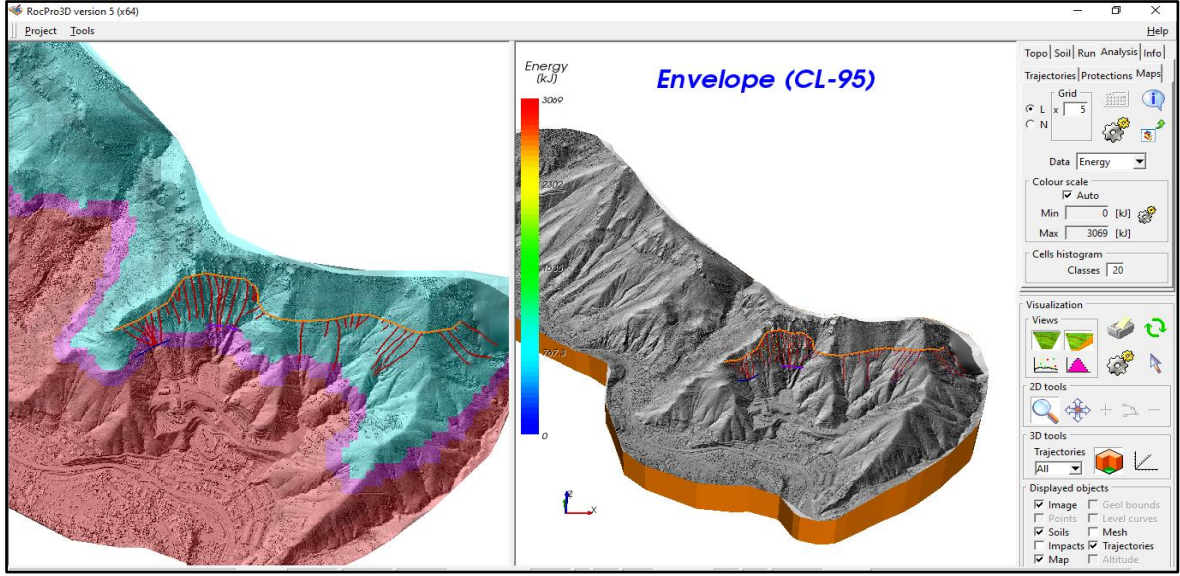 RocPro3D version 5 (x64)
Project Tools
Help
Energy
(kJ)
3069
2302
1535
767.3
0
Envelope (CL-95)
Z
X
Topo Soil Run Analysis Info
Trajectories Protections Maps
Grid
L x 5
N
Data Energy
Colour scale
Auto
Min 0 [kJ]
Max 3069 [kJ]
Cells histogram
Classes 20
Visualization
Views
2D tools
3D tools
Trajectories
All
Displayed objects
Image Geol bounds
Points Level curves
Soils Mesh
Impacts Trajectories
Map Altitude